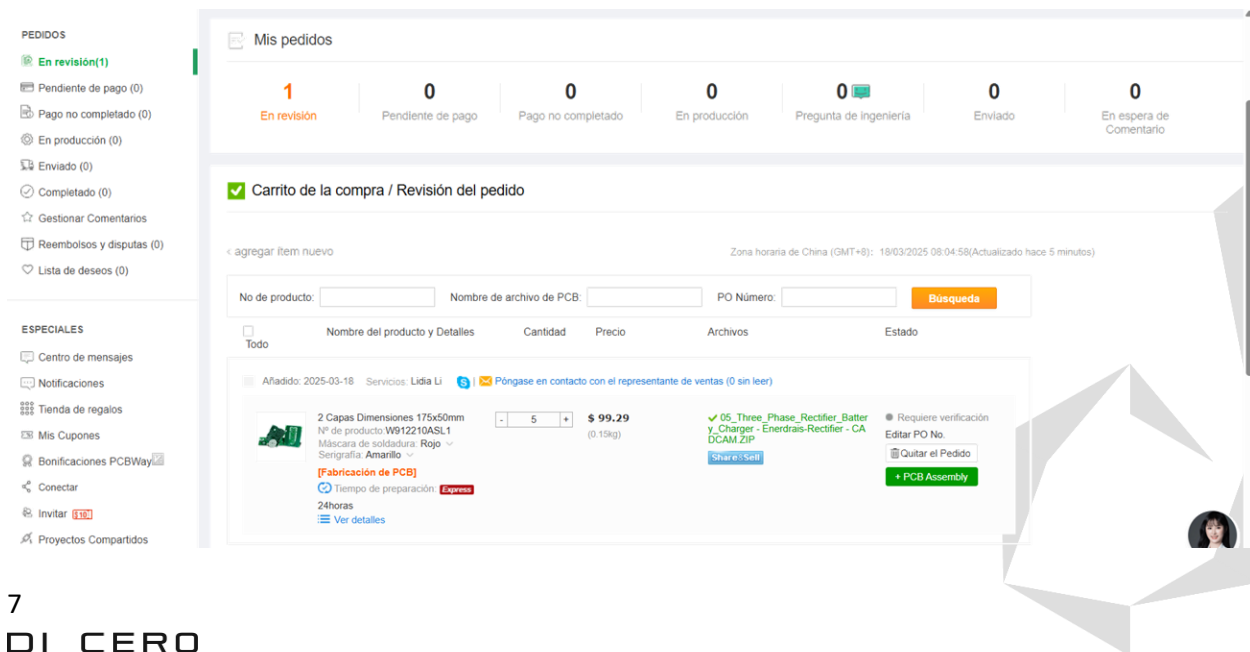 PEDIDOS
En revisión(1)
Pendiente de pago (0)
Pago no completado (0)
En producción (0)
Enviado (0)
Completado (0)
Gestionar Comentarios
Reembolsos y disputas (0)
Lista de deseos (0)
ESPECIALES
Centro de mensajes
Notificaciones
Tienda de regalos
Mis Cupones
Bonificaciones PCBWay
Conectar
Invitar $10
Proyectos Compartidos
Mis pedidos
1 0 0 0 0 0 0
En revisión Pendiente de pago Pago no completado En producción Pregunta de ingeniería Enviado En espera de
Comentario
Carrito de la compra / Revisión del pedido
‹ agregar ítem nuevo Zona horaria de China (GMT+8): 18/03/2025 08:04:58(Actualizado hace 5 minutos)
No de producto: Nombre de archivo de PCB: PO Número: Búsqueda
Todo Nombre del producto y Detalles Cantidad Precio Archivos Estado
Añadido: 2025-03-18 Servicios: Lidia Li | Póngase en contacto con el representante de ventas (0 sin leer)
2 Capas Dimensiones 175x50mm
Nº de producto:W912210ASL1
Máscara de soldadura: Rojo
Serigrafía: Amarillo
[Fabricación de PCB]
Tiempo de preparación: Express
24horas
Ver detalles
- 5 +
$ 99.29
(0.15kg)
05_Three_Phase_Rectifier_Batter
y_Charger - Enerdrais-Rectifier - CA
DCAM.ZIP
Share&Sell
Requiere verificación
Editar PO No.
Quitar el Pedido
+ PCB Assembly
7
DI CERO